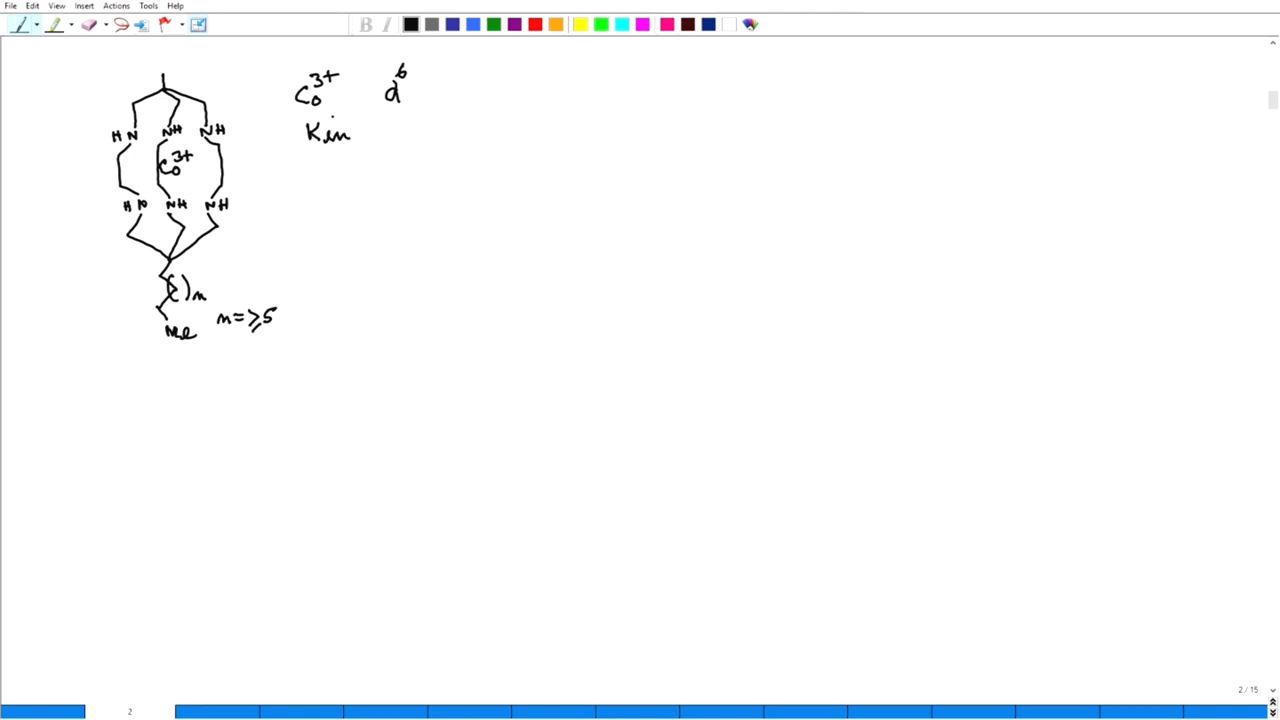 File Edit View Insert Actions Tools Help
B I
Co3+ d6
Kin
HN NH NH
Co3+
HN NH NH
( )n
Me n=≥5
2 / 15
2